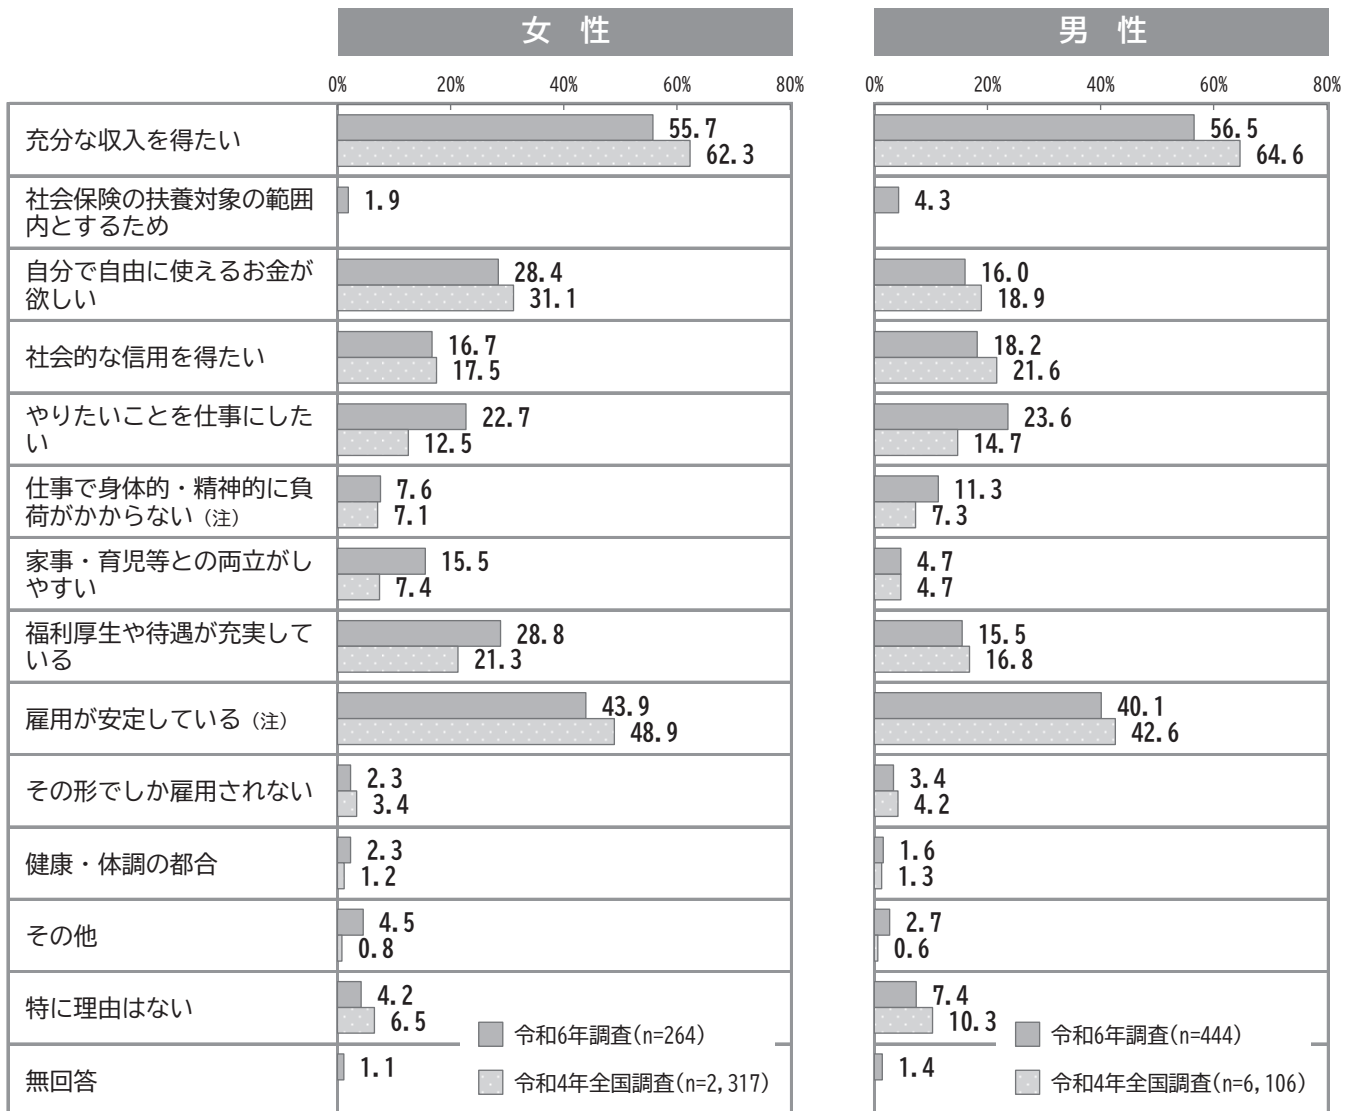 女 性
男 性
0% 20% 40% 60% 80%
0% 20% 40% 60% 80%
充分な収入を得たい
55.7
62.3
56.5
64.6
社会保険の扶養対象の範囲
内とするため
1.9
4.3
自分で自由に使えるお金が
欲しい
28.4
31.1
16.0
18.9
社会的な信用を得たい
16.7
17.5
18.2
21.6
やりたいことを仕事にした
い
22.7
12.5
23.6
14.7
仕事で身体的・精神的に負
荷がかからない（注）
7.6
7.1
11.3
7.3
家事・育児等との両立がし
やすい
15.5
7.4
4.7
4.7
福利厚生や待遇が充実して
いる
28.8
21.3
15.5
16.8
雇用が安定している（注）
43.9
48.9
40.1
42.6
その形でしか雇用されない
2.3
3.4
3.4
4.2
健康・体調の都合
2.3
1.2
1.6
1.3
その他
4.5
0.8
2.7
0.6
特に理由はない
4.2
6.5
7.4
10.3
無回答
1.1
1.4
令和6年調査(n=264)
令和4年全国調査(n=2,317)
令和6年調査(n=444)
令和4年全国調査(n=6,106)